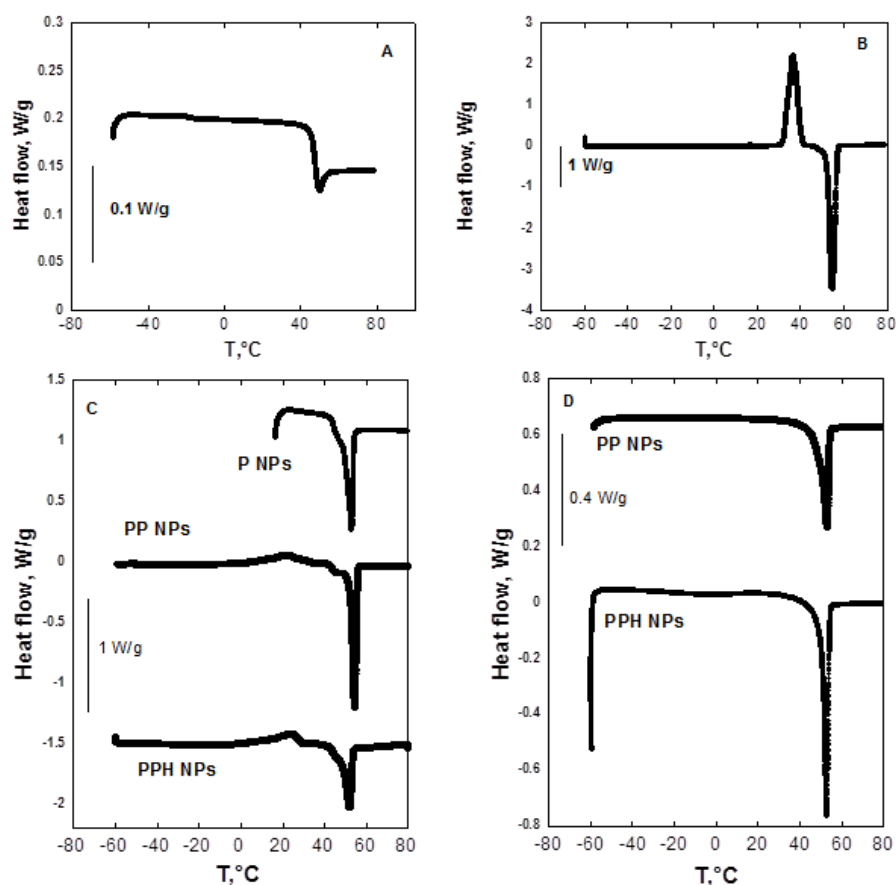 A
Heat flow, W/g
0.3
0.25
0.2
0.15
0.1
0.05
0
0.1 W/g
-80 -40 0 40 80
T,°C
B
Heat flow, W/g
3
2
1
0
-1
-2
-3
-4
1 W/g
-80 -60 -40 -20 0 20 40 60 80
T,°C
C
Heat flow, W/g
1.5
1
0.5
0
-0.5
-1
-1.5
-2
P NPs
PP NPs
1 W/g
PPH NPs
-80 -60 -40 -20 0 20 40 60 80
T,°C
D
Heat flow, W/g
0.8
0.6
0.4
0.6
0.2
0
-0.2
-0.4
-0.6
-0.8
PP NPs
0.4 W/g
PPH NPs
-80 -60 -40 -20 0 20 40 60 80
T,°C